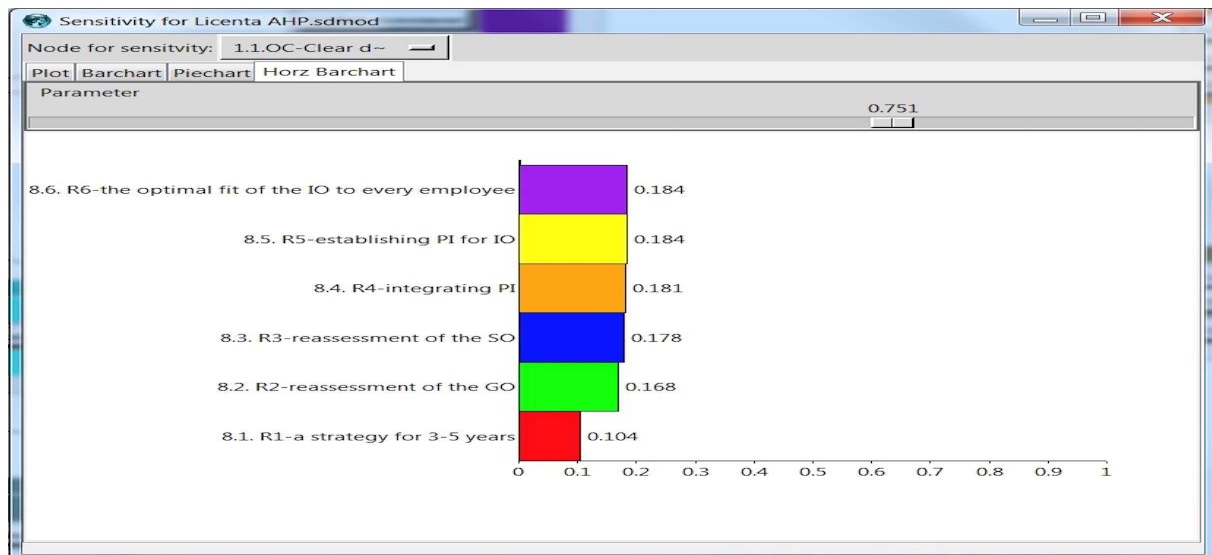 Sensitivity for Licenta AHP.sdmod
Node for sensitvity: 1.1.OC-Clear d~
Plot Barchart Piechart Horz Barchart
Parameter
0.751
8.6. R6-the optimal fit of the IO to every employee 0.184
8.5. R5-establishing PI for IO 0.184
8.4. R4-integrating PI 0.181
8.3. R3-reassessment of the SO 0.178
8.2. R2-reassessment of the GO 0.168
8.1. R1-a strategy for 3-5 years 0.104
0 0.1 0.2 0.3 0.4 0.5 0.6 0.7 0.8 0.9 1